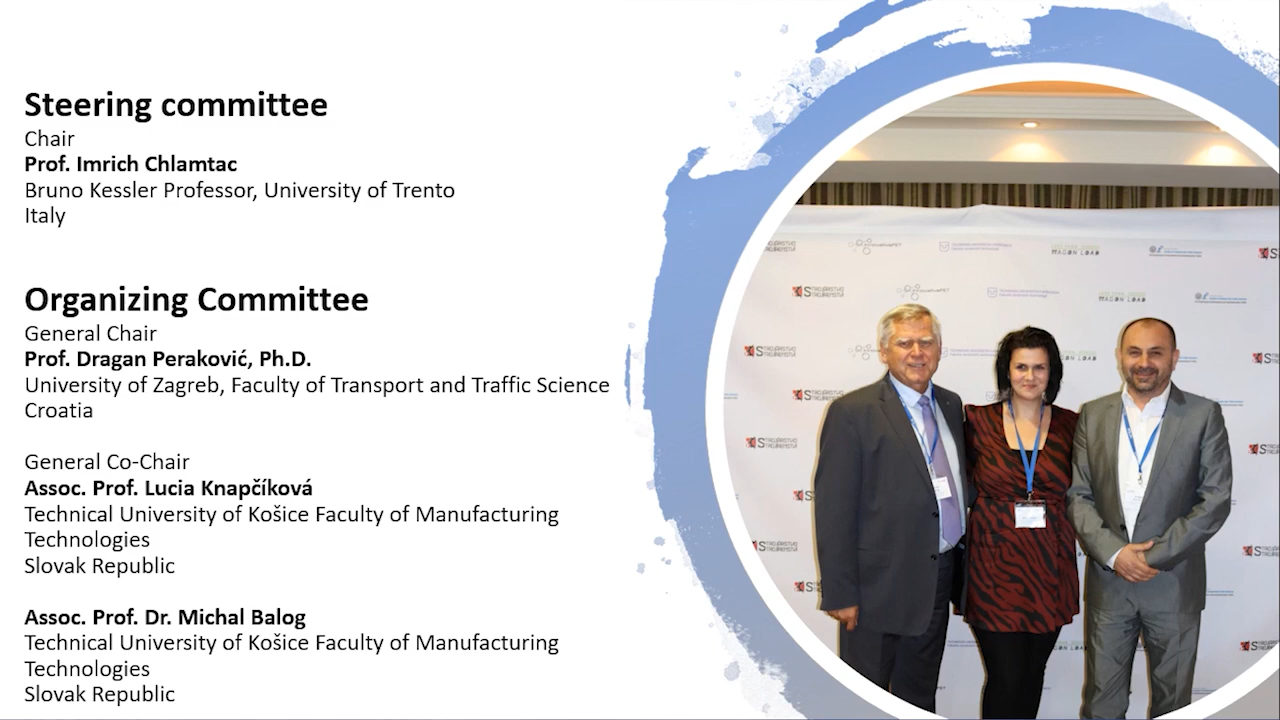 Steering committee
Chair
Prof. Imrich Chlamtac
Bruno Kessler Professor, University of Trento
Italy
Organizing Committee
General Chair
Prof. Dragan Peraković, Ph.D.
University of Zagreb, Faculty of Transport and Traffic Science
Croatia
General Co-Chair
Assoc. Prof. Lucia Knapčíková
Technical University of Košice Faculty of Manufacturing
Technologies
Slovak Republic
Assoc. Prof. Dr. Michal Balog
Technical University of Košice Faculty of Manufacturing
Technologies
Slovak Republic